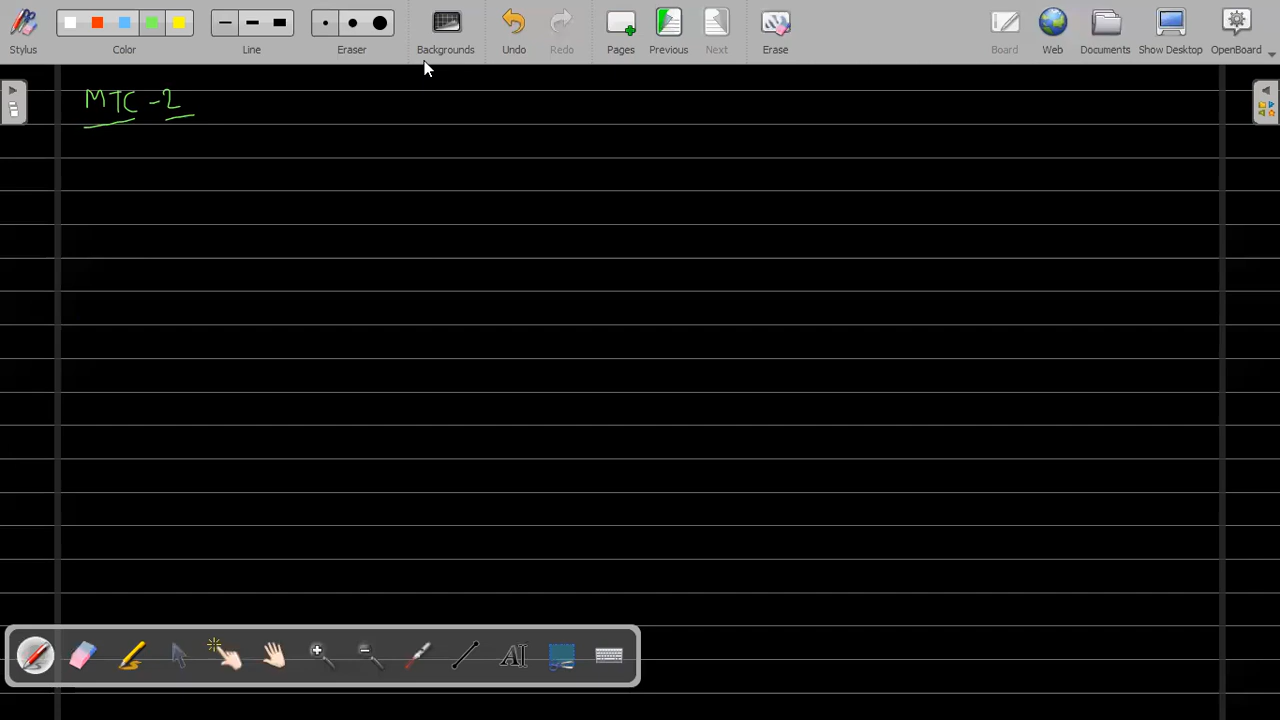 Stylus
Color
Line
Eraser
Backgrounds
Undo
Redo
Pages
Previous
Next
Erase
Board
Web
Documents
Show Desktop
OpenBoard
MTC - 2
AI